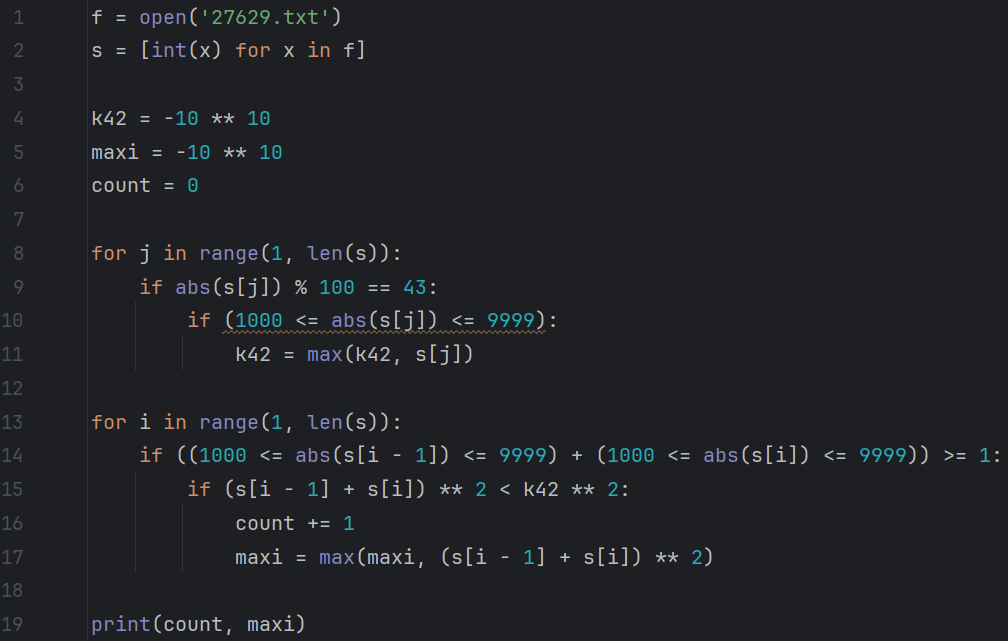 1 f = open('27629.txt')
2 s = [int(x) for x in f]
3
4 k42 = -10 ** 10
5 maxi = -10 ** 10
6 count = 0
7
8 for j in range(1, len(s)):
9     if abs(s[j]) % 100 == 43:
10         if (1000 <= abs(s[j]) <= 9999):
11             k42 = max(k42, s[j])
12
13 for i in range(1, len(s)):
14     if ((1000 <= abs(s[i - 1]) <= 9999) + (1000 <= abs(s[i]) <= 9999)) >= 1:
15         if (s[i - 1] + s[i]) ** 2 < k42 ** 2:
16             count += 1
17             maxi = max(maxi, (s[i - 1] + s[i]) ** 2)
18
19 print(count, maxi)